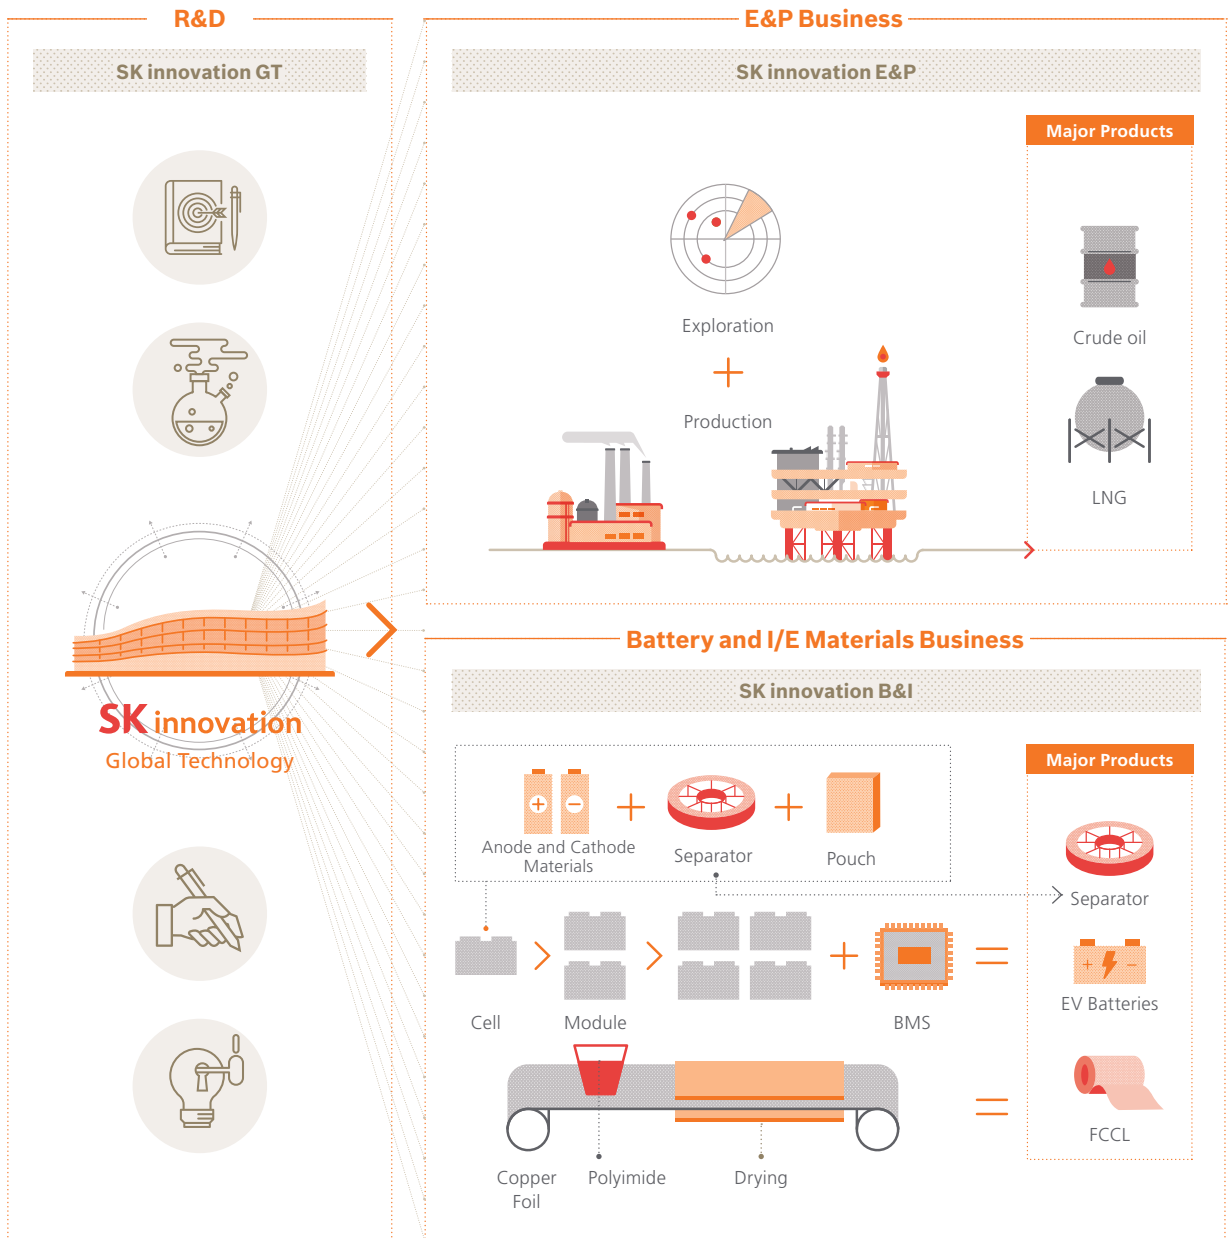 R&D
SK innovation GT
SK innovation
Global Technology
E&P Business
SK innovation E&P
Exploration
+
Production
Major Products
Crude oil
LNG
Battery and I/E Materials Business
SK innovation B&I
+ − + +
Anode and Cathode
Materials
Separator
Pouch
+ =
Cell
Module
BMS
=
Copper
Foil
Polyimide
Drying
Major Products
Separator
+ −
EV Batteries
FCCL